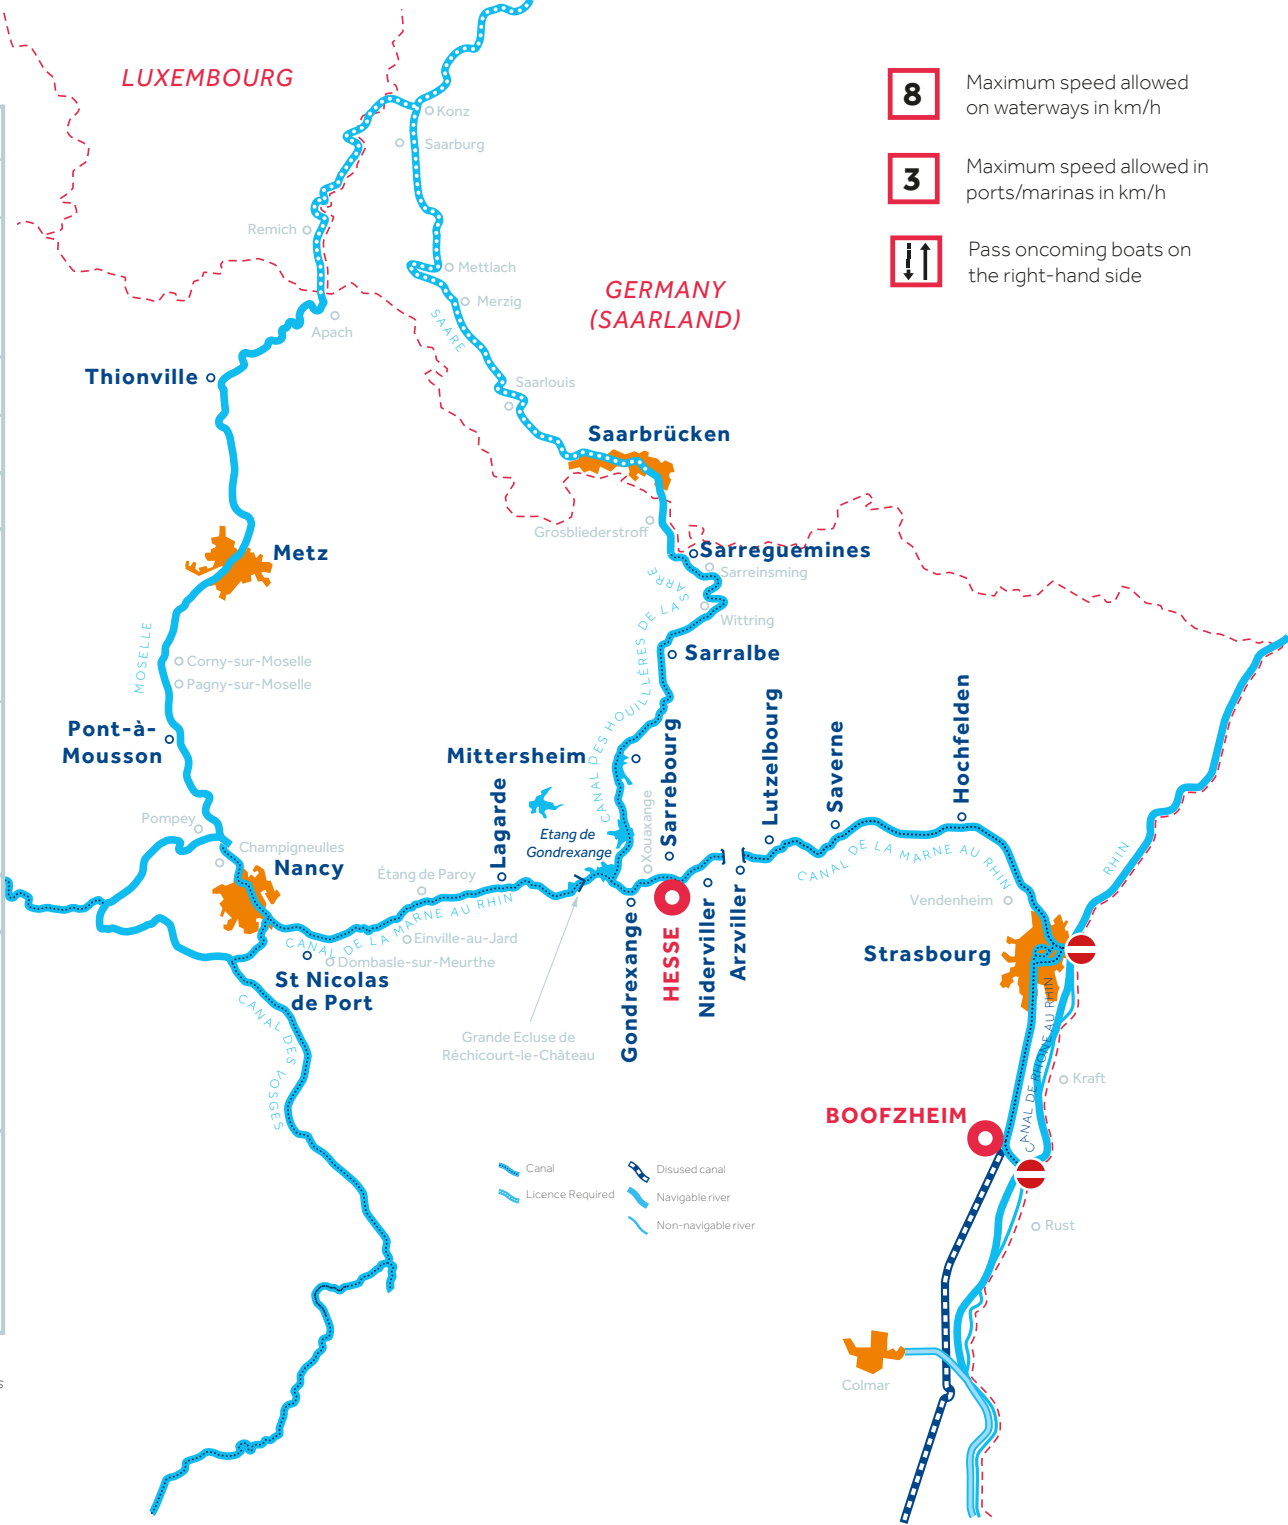 LUXEMBOURG
8
Maximum speed allowed
on waterways in km/h
Konz
Saarburg
3
Maximum speed allowed in
ports/marinas in km/h
Remich
Pass oncoming boats on
the right-hand side
Mettlach
GERMANY
(SAARLAND)
Merzig
SAARE
Apach
Thionville
Saarlouis
Saarbrücken
Grosbliederstroff
Metz
Sarreguemines
Sarreinsming
Wittring
CANAL DES HOUILLÈRES DE LA SARRE
MOSELLE
Sarralbe
Corny-sur-Moselle
Pagny-sur-Moselle
Pont-à-
Mousson
Mittersheim
Lagarde
Sarrebourg
Xouaxange
Lutzelbourg
Saverne
Hochfelden
Pompey
Champigneulles
Nancy
Etang de
Gondrexange
Étang de Paroy
CANAL DE LA MARNE AU RHIN
RHIN
Vendenheim
CANAL DE LA MARNE AU RHIN
Einville-au-Jard
Dombasle-sur-Meurthe
St Nicolas
de Port
Gondrexange
HESSE
Niderviller
Arzviller
Strasbourg
CANAL DES VOSGES
Grande Ecluse de
Réchicourt-le-Château
CANAL DE RHONE AU RHIN
Kraft
BOOFZHEIM
Canal
Licence Required
Disused canal
Navigable river
Non-navigable river
Rust
Colmar
s